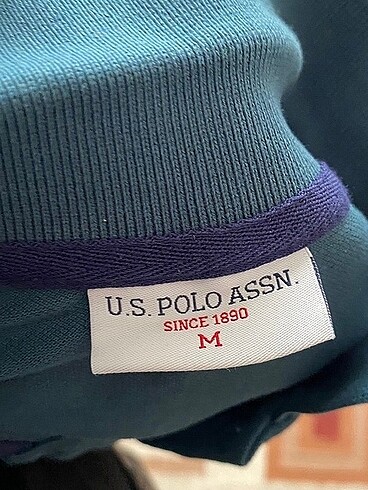 U.S. POLO ASSN.
SINCE 1890
M